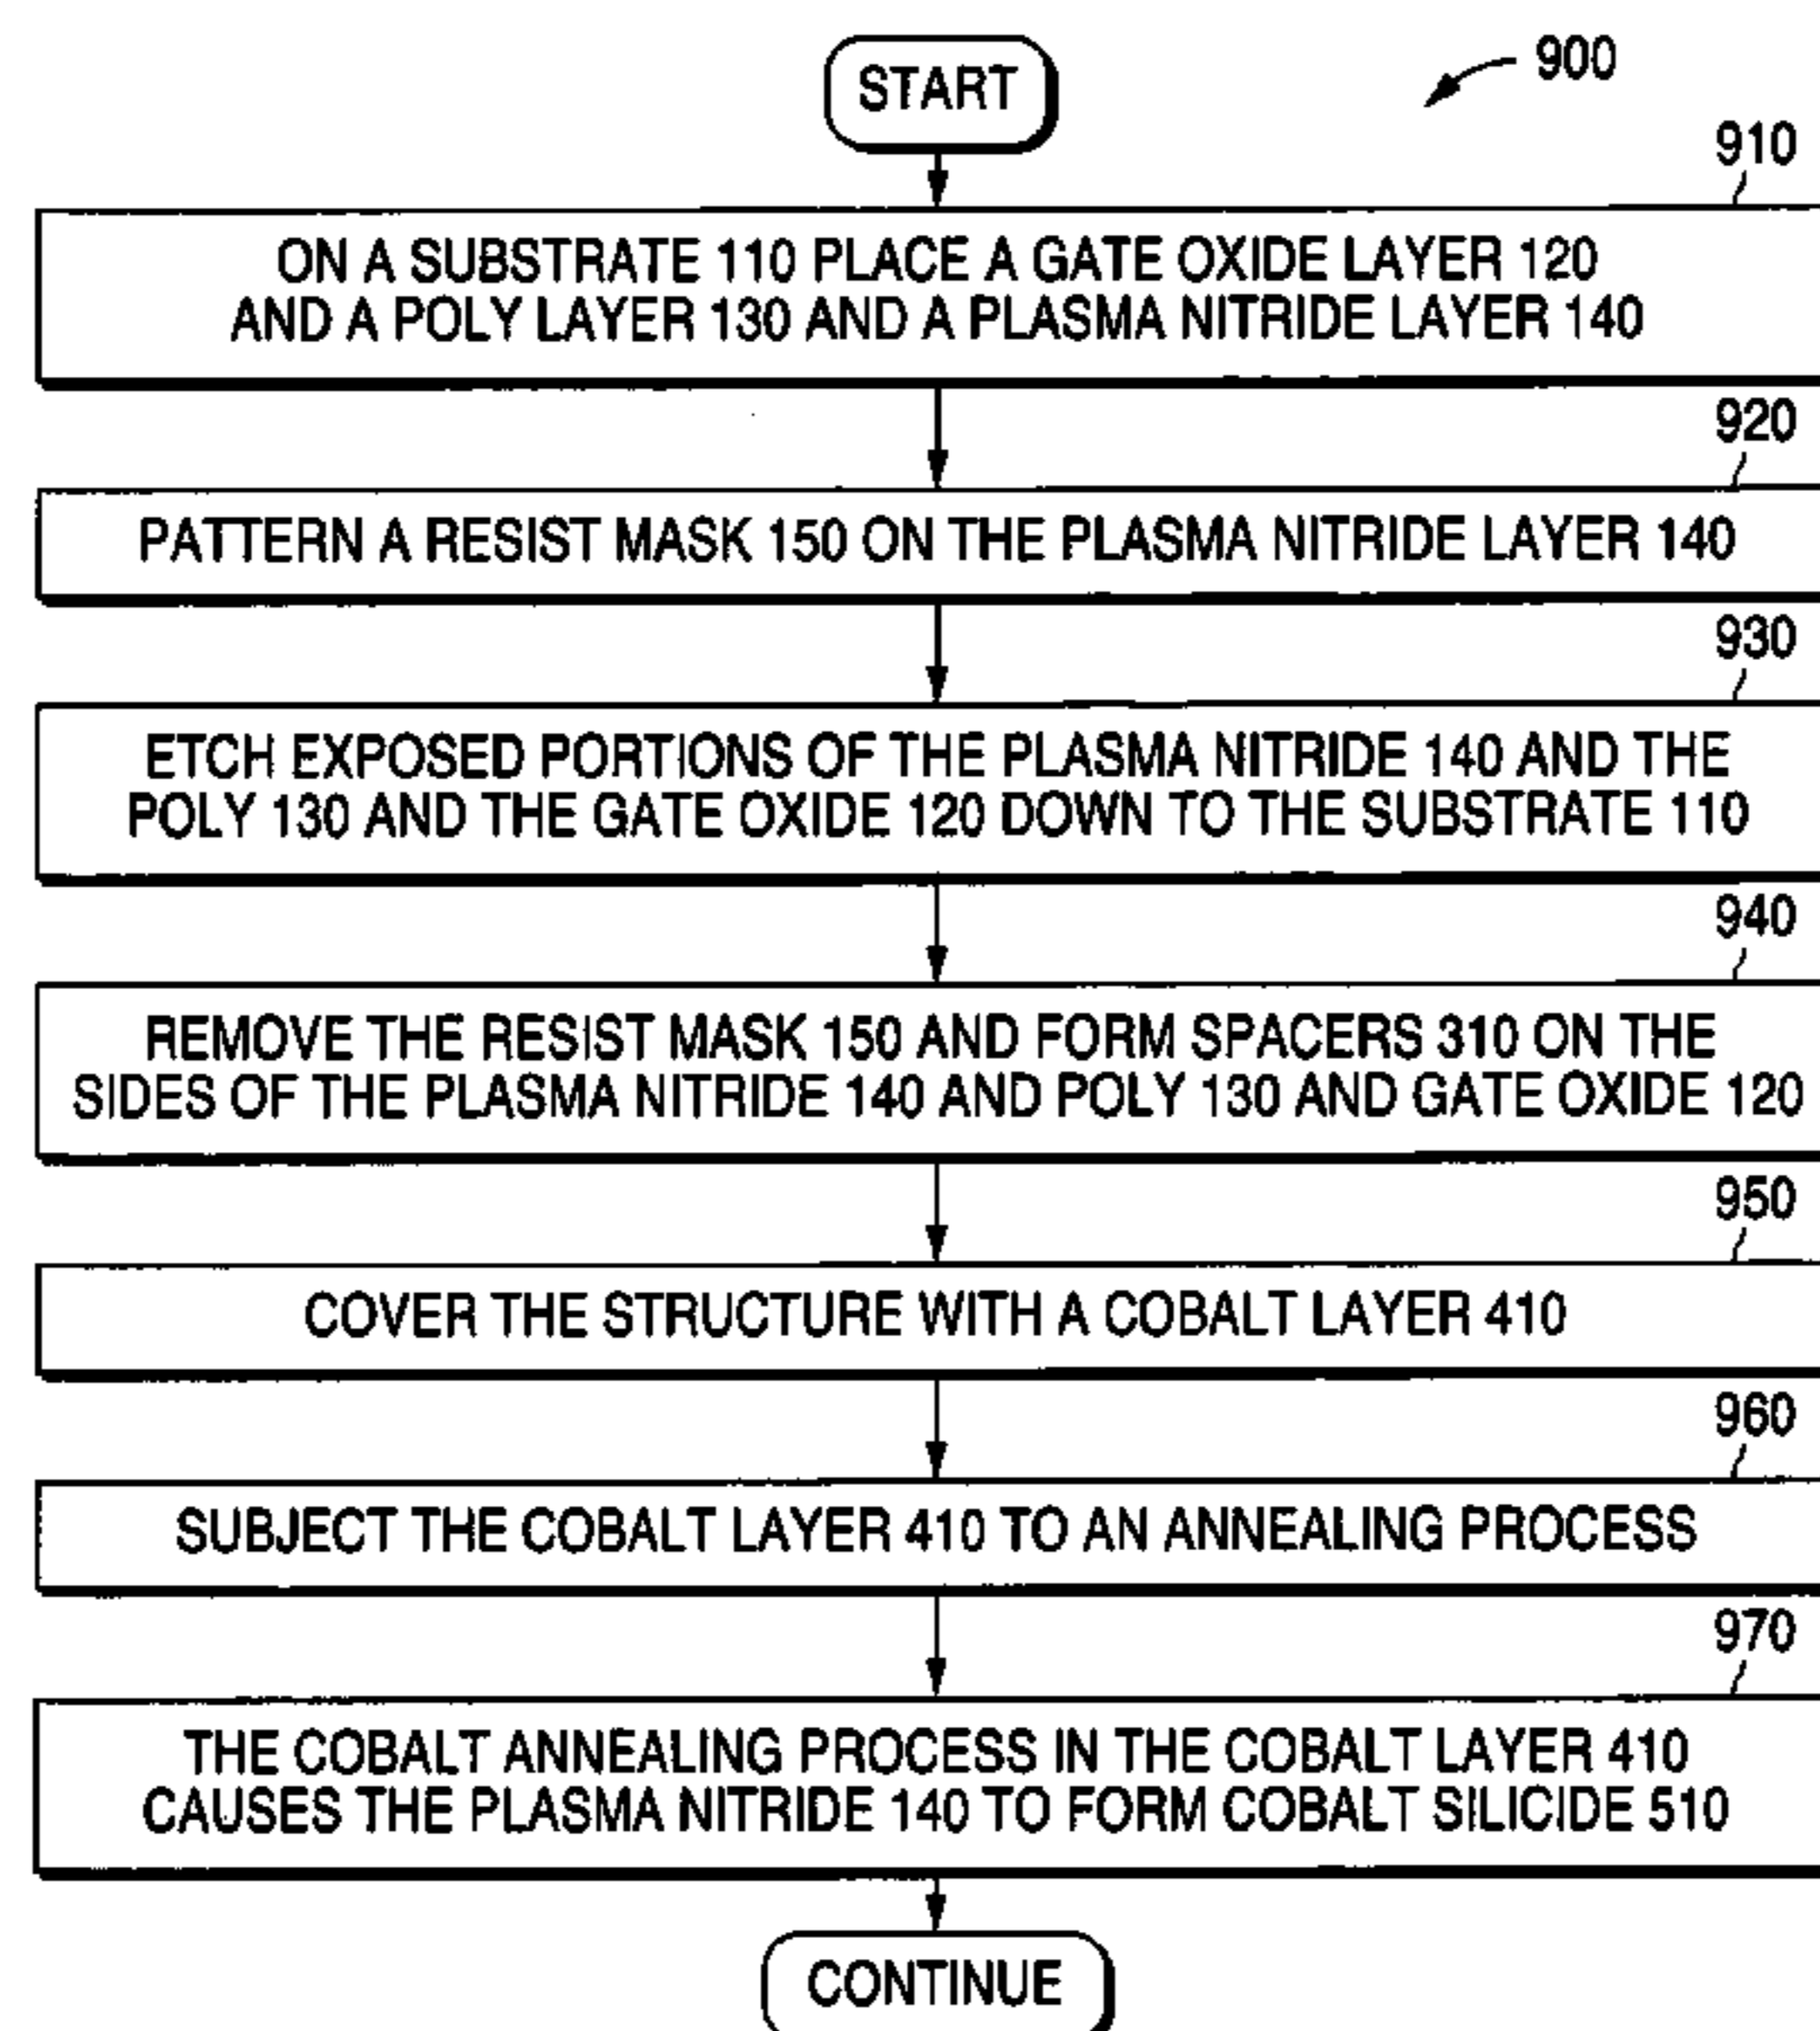 START
900
910
ON A SUBSTRATE 110 PLACE A GATE OXIDE LAYER 120
AND A POLY LAYER 130 AND A PLASMA NITRIDE LAYER 140
920
PATTERN A RESIST MASK 150 ON THE PLASMA NITRIDE LAYER 140
930
ETCH EXPOSED PORTIONS OF THE PLASMA NITRIDE 140 AND THE
POLY 130 AND THE GATE OXIDE 120 DOWN TO THE SUBSTRATE 110
940
REMOVE THE RESIST MASK 150 AND FORM SPACERS 310 ON THE
SIDES OF THE PLASMA NITRIDE 140 AND POLY 130 AND GATE OXIDE 120
950
COVER THE STRUCTURE WITH A COBALT LAYER 410
960
SUBJECT THE COBALT LAYER 410 TO AN ANNEALING PROCESS
970
THE COBALT ANNEALING PROCESS IN THE COBALT LAYER 410
CAUSES THE PLASMA NITRIDE 140 TO FORM COBALT SILICIDE 510
CONTINUE